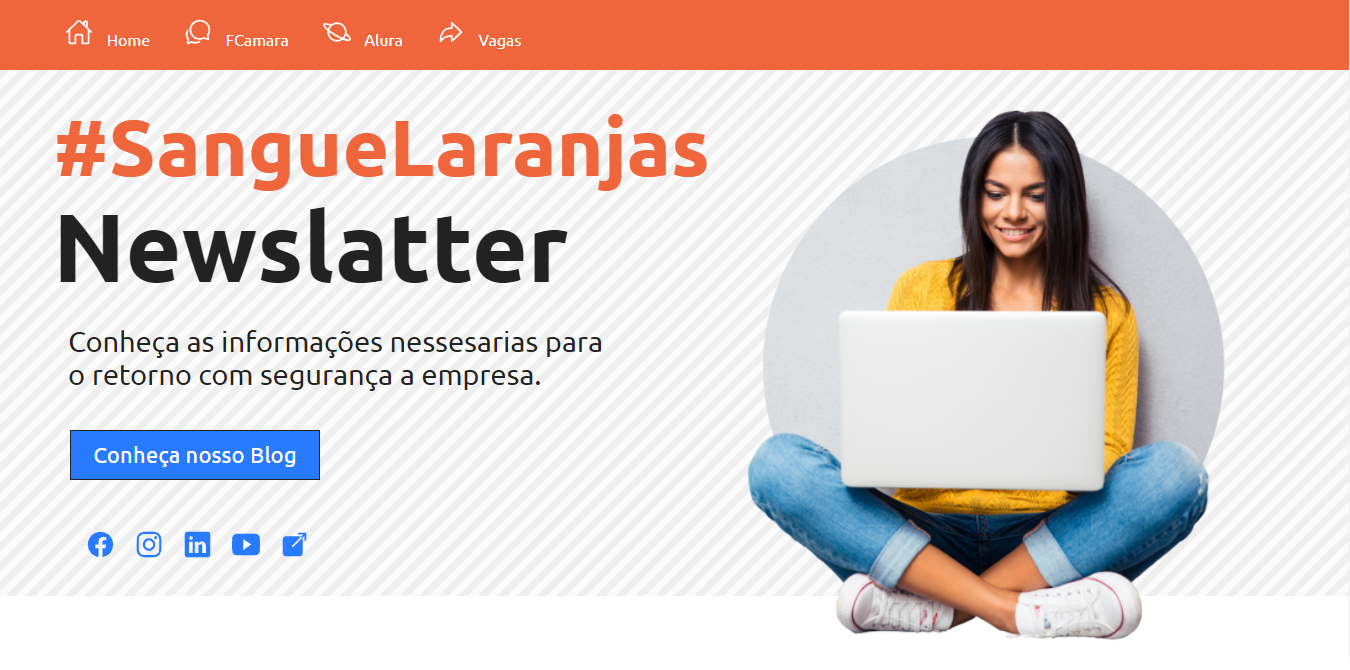 Home
FCamara
Alura
Vagas
#SangueLaranjas
Newslatter
Conheça as informações nessesarias para
o retorno com segurança a empresa.
Conheça nosso Blog